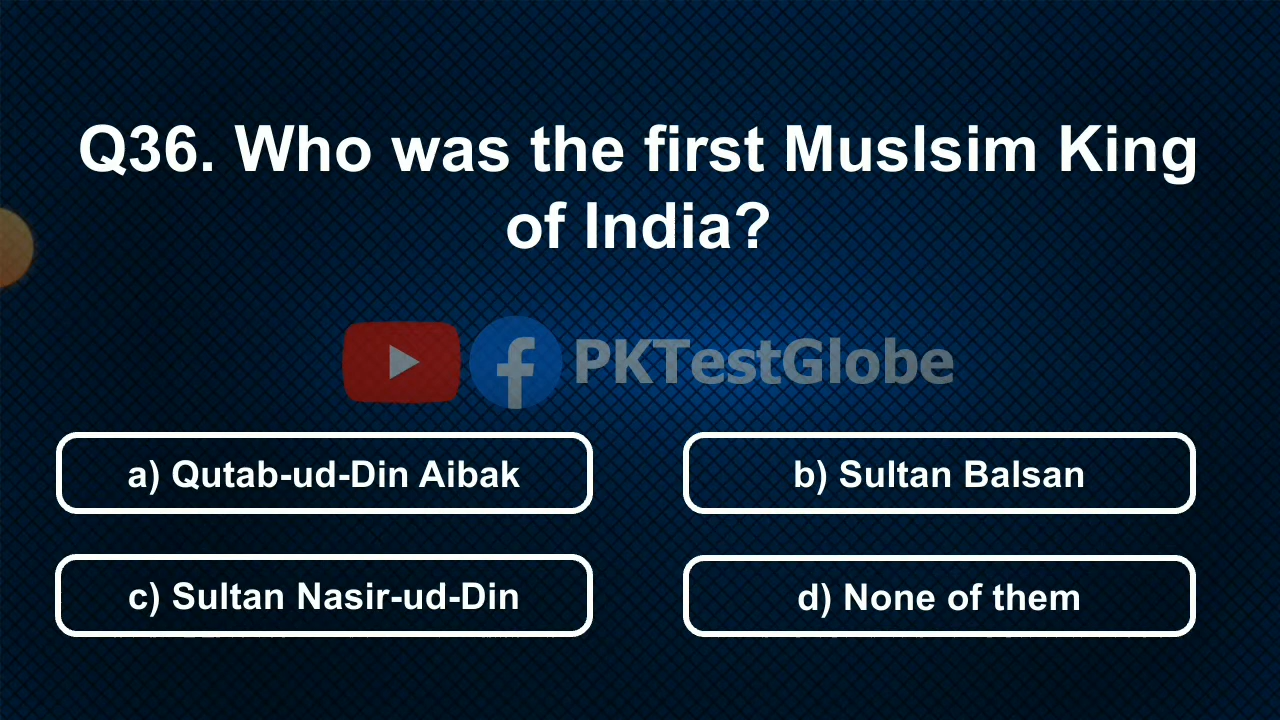 Q36. Who was the first Muslsim King
of India?
PKTestGlobe
a) Qutab-ud-Din Aibak
b) Sultan Balsan
c) Sultan Nasir-ud-Din
d) None of them